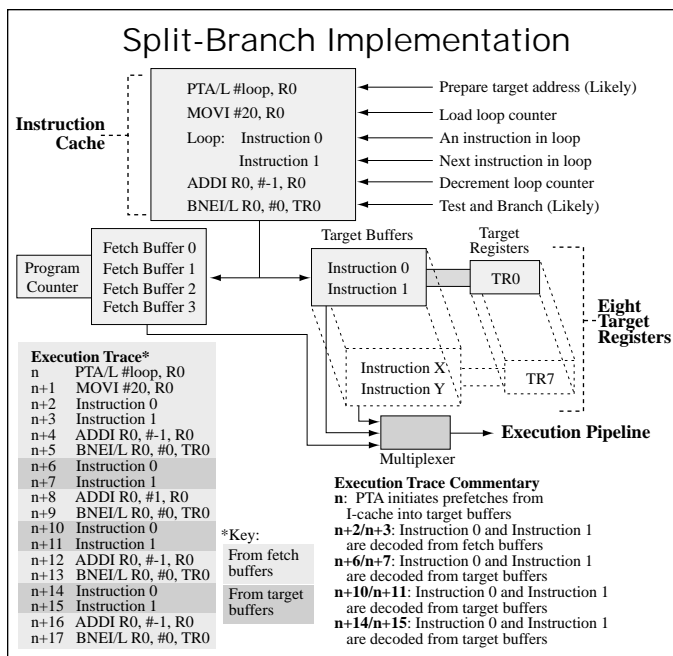 Split-Branch Implementation
Instruction
Cache
PTA/L #loop, R0
MOVI #20, R0
Loop: Instruction 0
Instruction 1
ADDI R0, #-1, R0
BNEI/L R0, #0, TR0
Prepare target address (Likely)
Load loop counter
An instruction in loop
Next instruction in loop
Decrement loop counter
Test and Branch (Likely)
Program
Counter
Fetch Buffer 0
Fetch Buffer 1
Fetch Buffer 2
Fetch Buffer 3
Target Buffers
Instruction 0
Instruction 1
Target
Registers
TR0
Instruction X
Instruction Y
TR7
Eight
Target
Registers
Multiplexer
Execution Pipeline
Execution Trace*
n PTA/L #loop, R0
n+1 MOVI #20, R0
n+2 Instruction 0
n+3 Instruction 1
n+4 ADDI R0, #-1, R0
n+5 BNEI/L R0, #0, TR0
n+6 Instruction 0
n+7 Instruction 1
n+8 ADDI R0, #1, R0
n+9 BNEI/L R0, #0, TR0
n+10 Instruction 0
n+11 Instruction 1
n+12 ADDI R0, #-1, R0
n+13 BNEI/L R0, #0, TR0
n+14 Instruction 0
n+15 Instruction 1
n+16 ADDI R0, #-1, R0
n+17 BNEI/L R0, #0, TR0
*Key:
From fetch
buffers
From target
buffers
Execution Trace Commentary
n: PTA initiates prefetches from
I-cache into target buffers
n+2/n+3: Instruction 0 and Instruction 1
are decoded from fetch buffers
n+6/n+7: Instruction 0 and Instruction 1
are decoded from target buffers
n+10/n+11: Instruction 0 and Instruction 1
are decoded from target buffers
n+14/n+15: Instruction 0 and Instruction 1
are decoded from target buffers